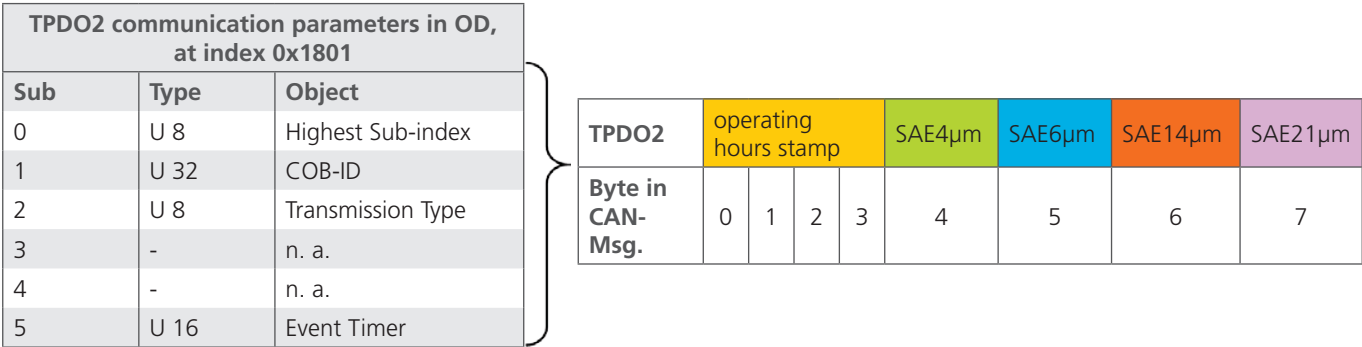 TPDO2 communication parameters in OD,
at index 0x1801
Sub Type Object
0 U 8 Highest Sub-index
1 U 32 COB-ID
2 U 8 Transmission Type
3 - n. a.
4 - n. a.
5 U 16 Event Timer
TPDO2 operating hours stamp SAE4µm SAE6µm SAE14µm SAE21µm
Byte in
CAN-
Msg.
0 1 2 3 4 5 6 7